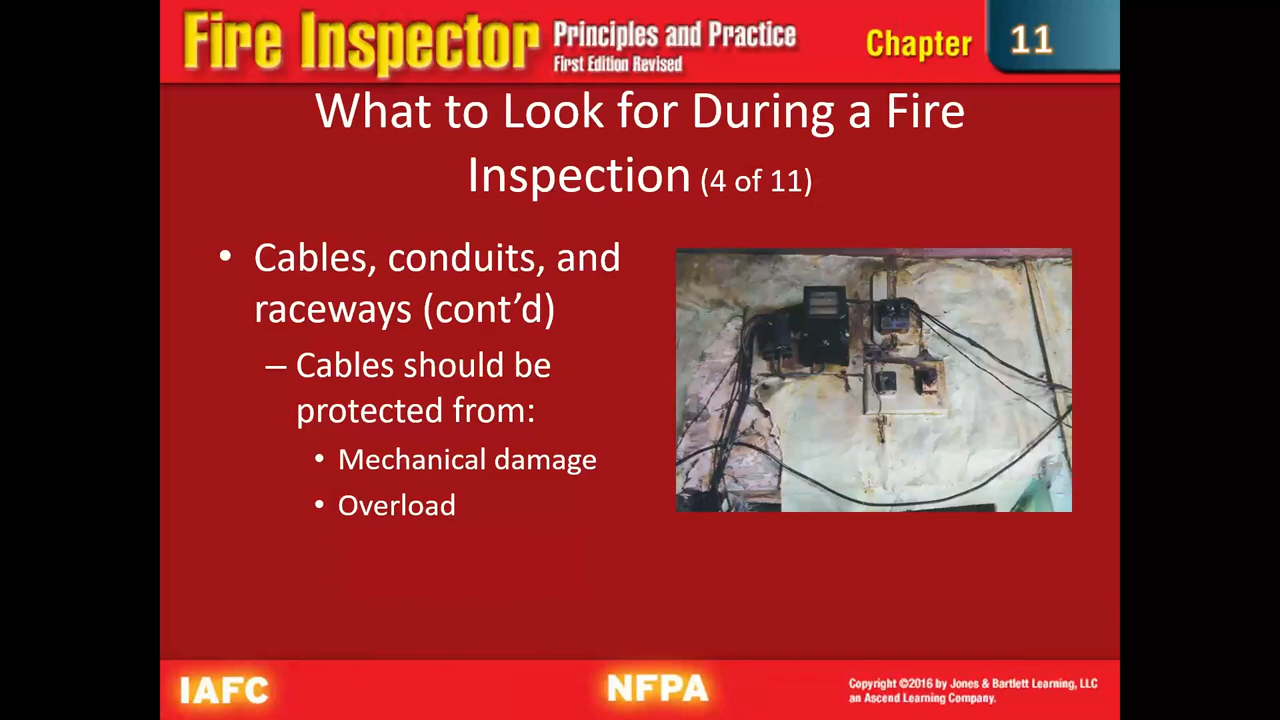 Fire Inspector
Principles and Practice
First Edition Revised
Chapter 11
What to Look for During a Fire
Inspection (4 of 11)
• Cables, conduits, and
raceways (cont’d)
– Cables should be
protected from:
• Mechanical damage
• Overload
IAFC
NFPA
Copyright ©2016 by Jones & Bartlett Learning, LLC
an Ascend Learning Company.